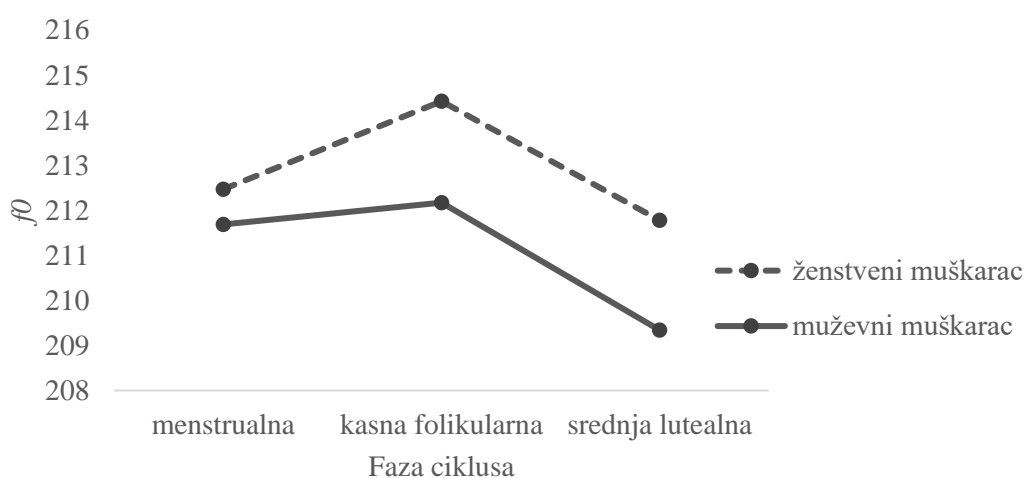 216
215
214
213
212
211
210
209
208
f0
menstrualna
kasna folikularna
srednja lutealna
Faza ciklusa
ženstveni muškarac
muževni muškarac